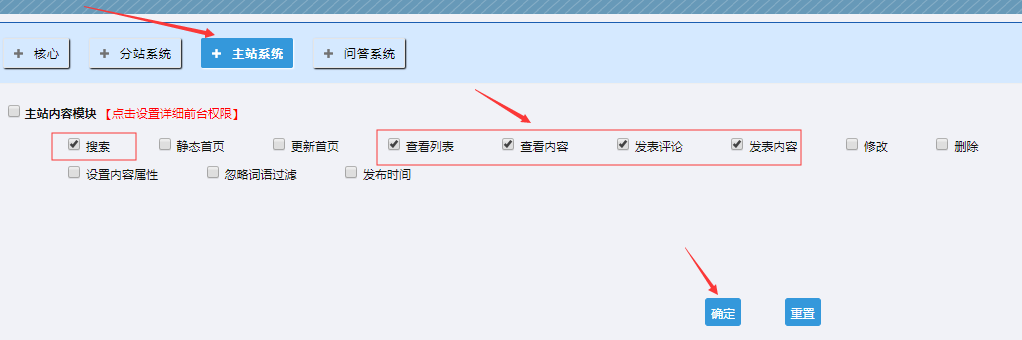 核心 分站系统 主站系统 问答系统
主站内容模块 【点击设置详细前台权限】
搜索 静态首页 更新首页 查看列表 查看内容 发表评论 发表内容 修改 删除
设置内容属性 忽略词语过滤 发布时间
确定 重置